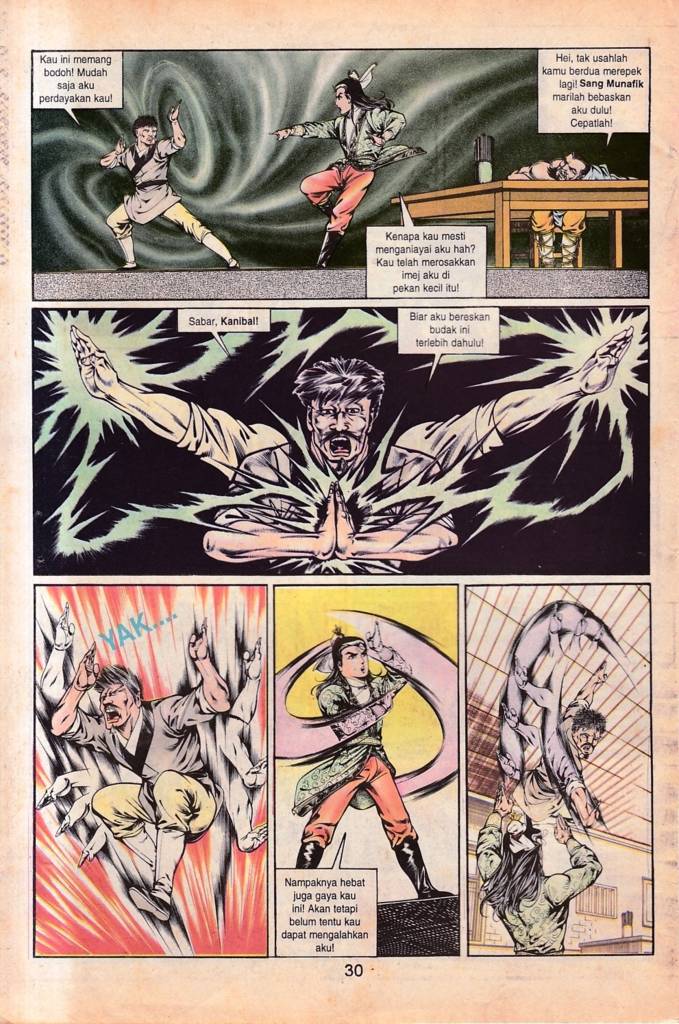 Kau ini memang
bodoh! Mudah
saja aku
perdayakan kau!
Hei, tak usahlah
kamu berdua merepek
lagi! Sang Munafik
marilah bebaskan
aku dulu!
Cepatlah!
Kenapa kau mesti
menganiayai aku hah?
Kau telah merosakkan
imej aku di
pekan kecil itu!
Sabar, Kanibal!
Biar aku bereskan
budak ini
terlebih dahulu!
YAK....
Nampaknya hebat
juga gaya kau
ini! Akan tetapi
belum tentu kau
dapat mengalahkan
aku!
30